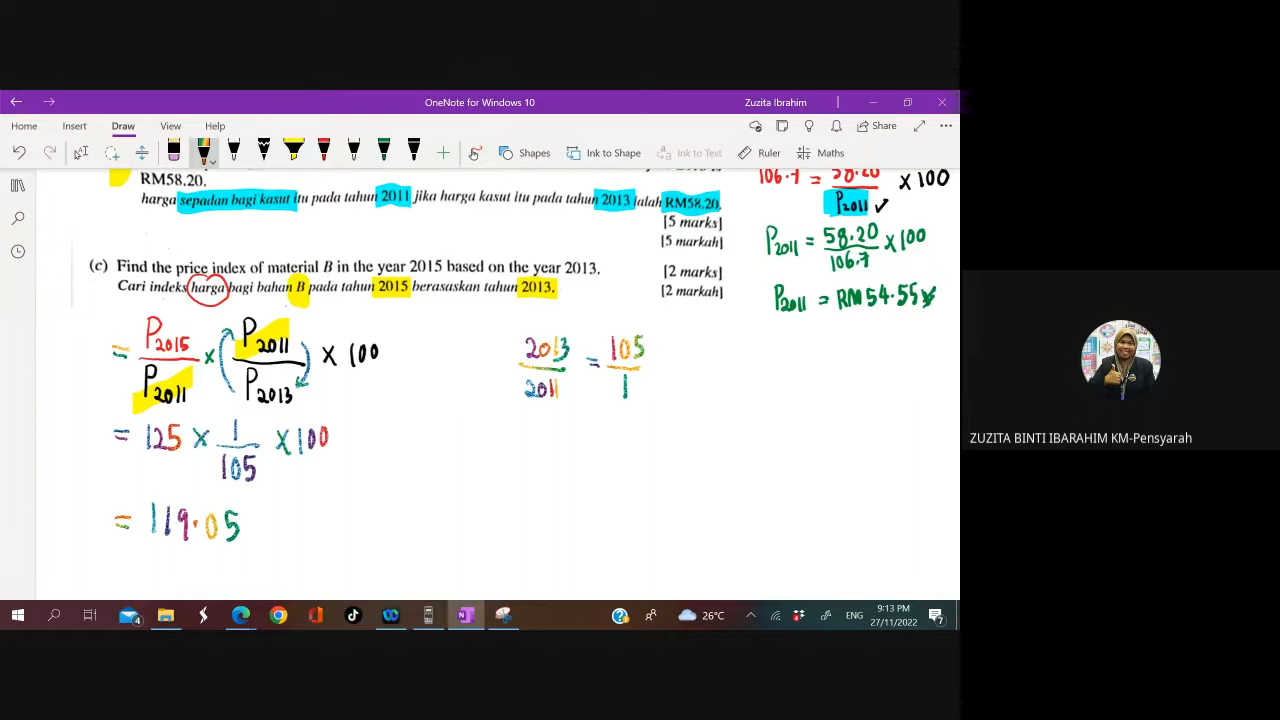 OneNote for Windows 10
Zuzita Ibrahim
Home Insert Draw View Help
Share
Shapes Ink to Shape Ink to Text Ruler Maths
RM58.20.
harga sepadan bagi kasut itu pada tahun 2011 jika harga kasut itu pada tahun 2013 ialah RM58.20.
[5 marks]
[5 markah]
(c) Find the price index of material B in the year 2015 based on the year 2013.
[2 marks]
Cari indeks harga bagi bahan B pada tahun 2015 berasaskan tahun 2013.
[2 markah]
106.7 = 58.20 / P2011 × 100
P2011 = 58.20 / 106.7 × 100
P2011 = RM54.55
= P2015 / P2011 × P2011 / P2013 × 100
2013 / 2011 = 105 / 1
= 125 × 1 / 105 × 100
= 119.05
ZUZITA BINTI IBARAHIM KM-Pensyarah
4
26°C
ENG
9:13 PM
27/11/2022
7